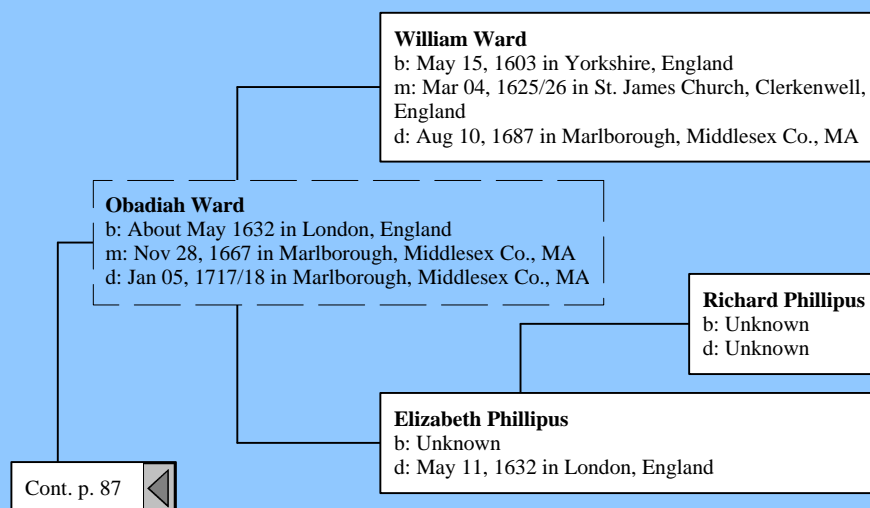 William Ward
b: May 15, 1603 in Yorkshire, England
m: Mar 04, 1625/26 in St. James Church, Clerkenwell,
England
d: Aug 10, 1687 in Marlborough, Middlesex Co., MA
Obadiah Ward
b: About May 1632 in London, England
m: Nov 28, 1667 in Marlborough, Middlesex Co., MA
d: Jan 05, 1717/18 in Marlborough, Middlesex Co., MA
Richard Phillipus
b: Unknown
d: Unknown
Elizabeth Phillipus
b: Unknown
d: May 11, 1632 in London, England
Cont. p. 87